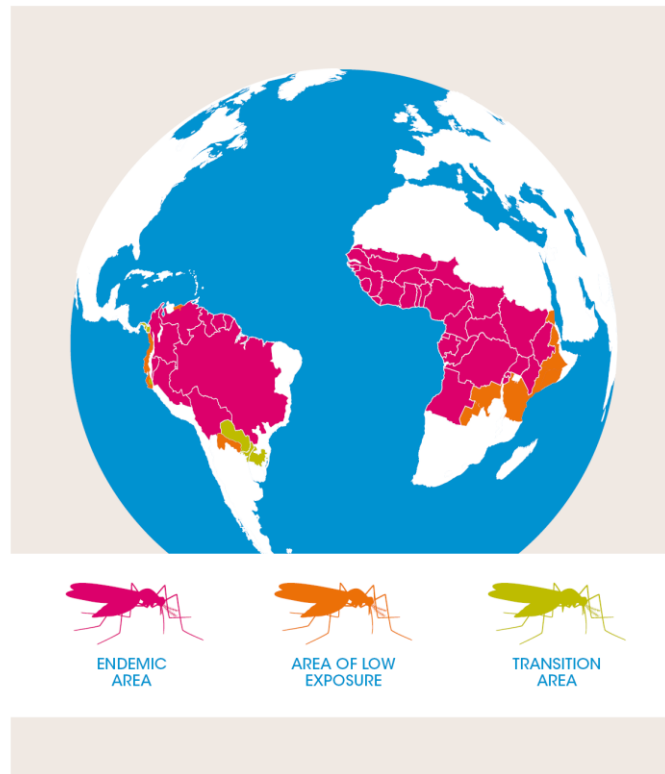 ENDEMIC
AREA
AREA OF LOW
EXPOSURE
TRANSITION
AREA